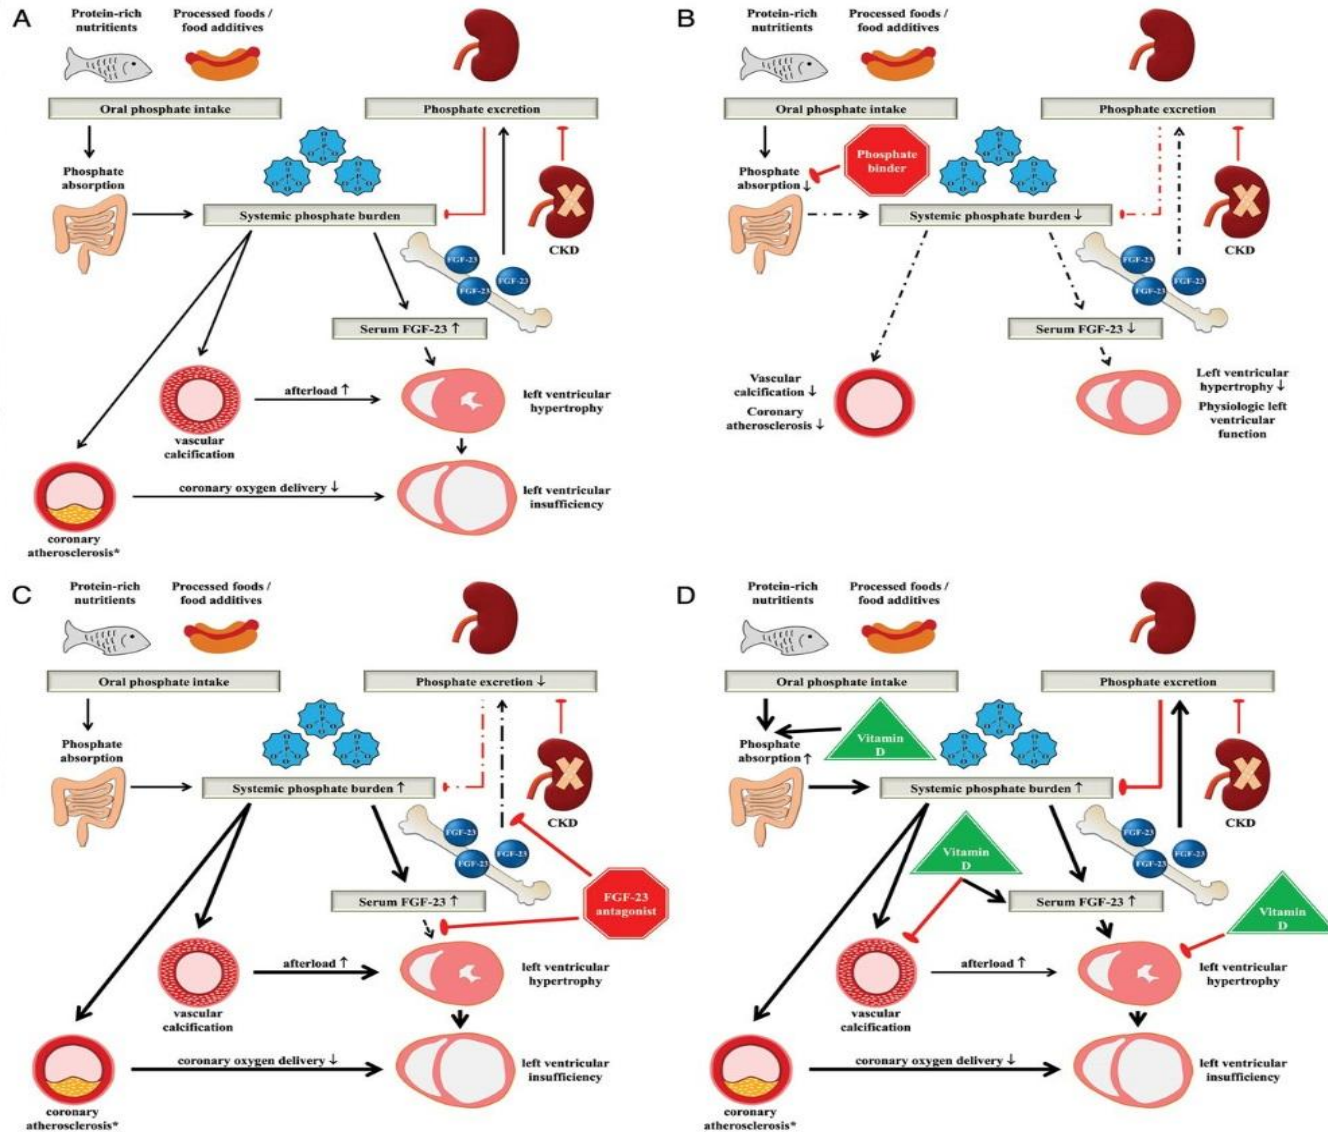 A
Protein-rich
nutritients
Processed foods /
food additives
Oral phosphate intake
Phosphate excretion
Phosphate
absorption
Systemic phosphate burden
CKD
FGF-23
FGF-23
FGF-23
Serum FGF-23 ↑
afterload ↑
left ventricular
hypertrophy
vascular
calcification
coronary oxygen delivery ↓
left ventricular
insufficiency
coronary
atherosclerosis*
B
Protein-rich
nutritients
Processed foods /
food additives
Oral phosphate intake
Phosphate excretion
Phosphate
binder
Phosphate
absorption ↓
Systemic phosphate burden ↓
CKD
FGF-23
FGF-23
FGF-23
Serum FGF-23 ↓
Vascular
calcification ↓
Coronary
atherosclerosis ↓
Left ventricular
hypertrophy ↓
Physiologic left
ventricular
function
C
Protein-rich
nutritients
Processed foods /
food additives
Oral phosphate intake
Phosphate excretion ↓
Phosphate
absorption
Systemic phosphate burden ↑
CKD
FGF-23
FGF-23
FGF-23
Serum FGF-23 ↑
FGF-23
antagonist
afterload ↑
left ventricular
hypertrophy
vascular
calcification
coronary oxygen delivery ↓
left ventricular
insufficiency
coronary
atherosclerosis*
D
Protein-rich
nutritients
Processed foods /
food additives
Oral phosphate intake
Phosphate excretion
Vitamin
D
Phosphate
absorption ↑
Systemic phosphate burden ↑
CKD
FGF-23
FGF-23
FGF-23
Vitamin
D
Serum FGF-23 ↑
Vitamin
D
afterload ↑
left ventricular
hypertrophy
vascular
calcification
coronary oxygen delivery ↓
left ventricular
insufficiency
coronary
atherosclerosis*